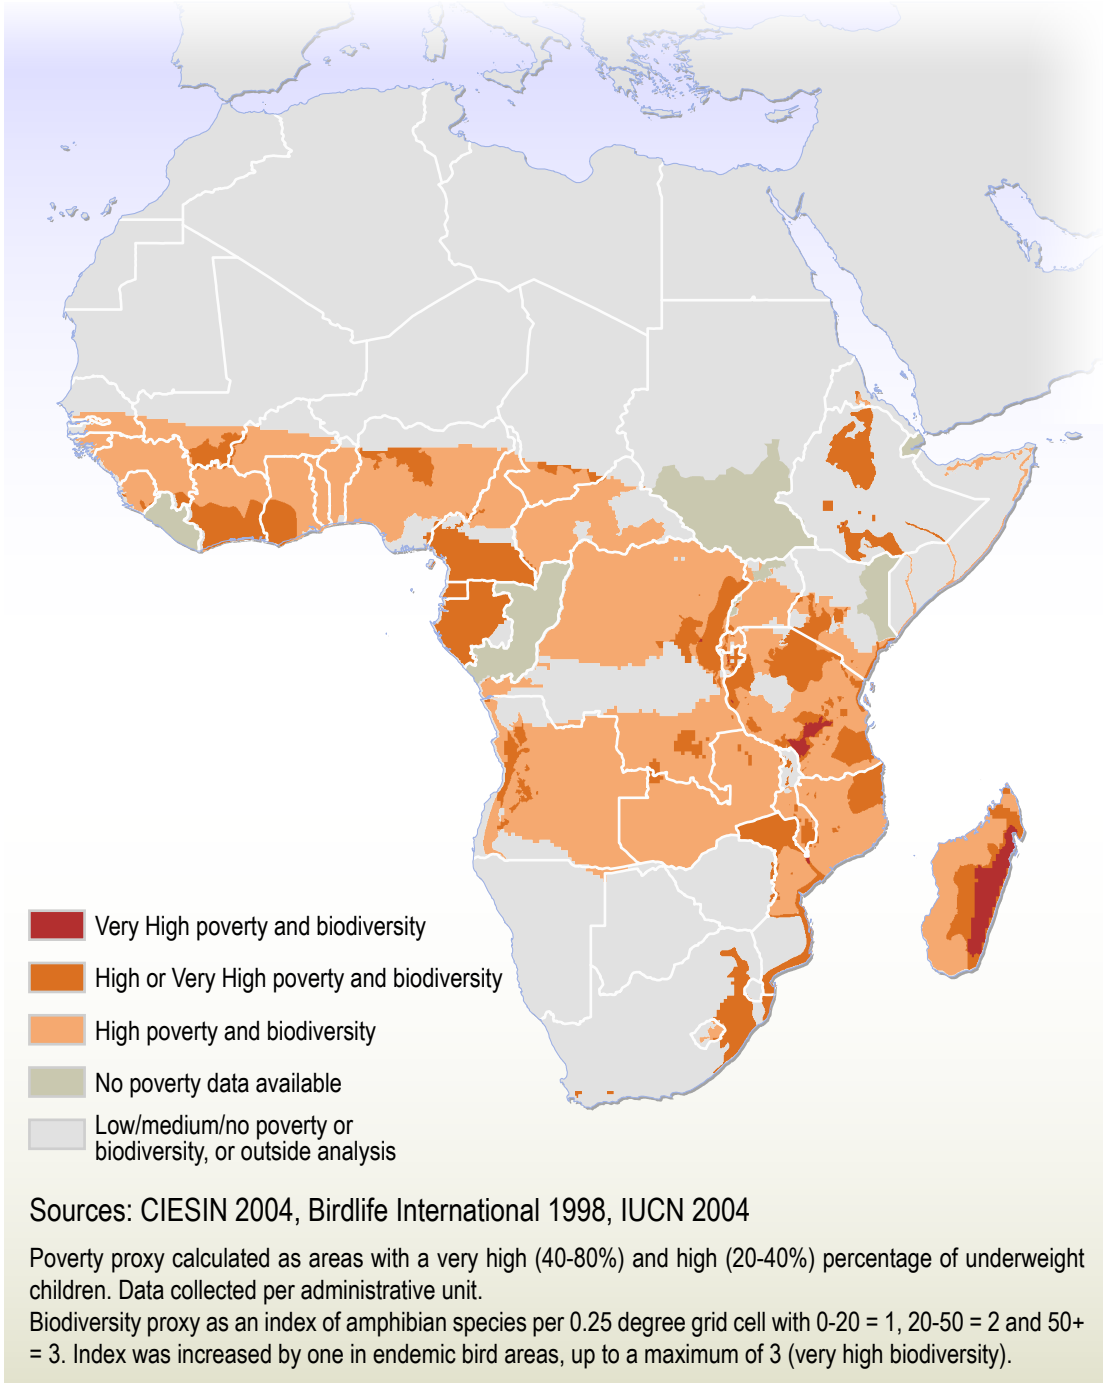 Very High poverty and biodiversity
High or Very High poverty and biodiversity
High poverty and biodiversity
No poverty data available
Low/medium/no poverty or
biodiversity, or outside analysis
Sources: CIESIN 2004, Birdlife International 1998, IUCN 2004
Poverty proxy calculated as areas with a very high (40-80%) and high (20-40%) percentage of underweight
children. Data collected per administrative unit.
Biodiversity proxy as an index of amphibian species per 0.25 degree grid cell with 0-20 = 1, 20-50 = 2 and 50+
= 3. Index was increased by one in endemic bird areas, up to a maximum of 3 (very high biodiversity).